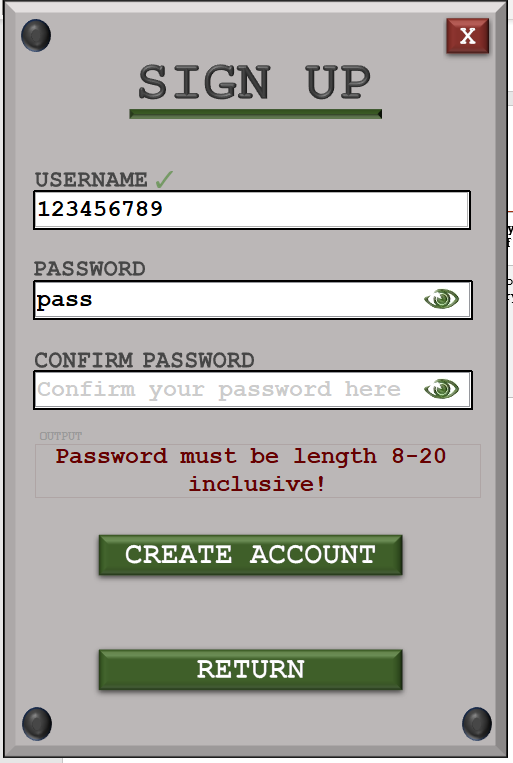 X
SIGN UP
USERNAME ✓
123456789
PASSWORD
pass
CONFIRM PASSWORD
Confirm your password here
OUTPUT
Password must be length 8-20
inclusive!
CREATE ACCOUNT
RETURN